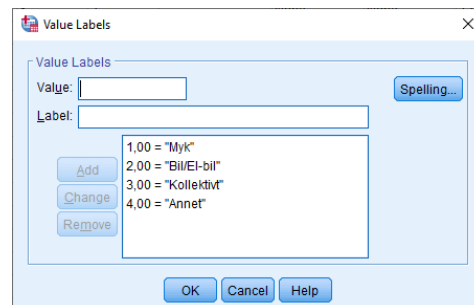 Value Labels
Value Labels
Value:
Spelling...
Label:
1,00 = "Myk"
2,00 = "Bil/El-bil"
3,00 = "Kollektivt"
4,00 = "Annet"
Add
Change
Remove
OK Cancel Help